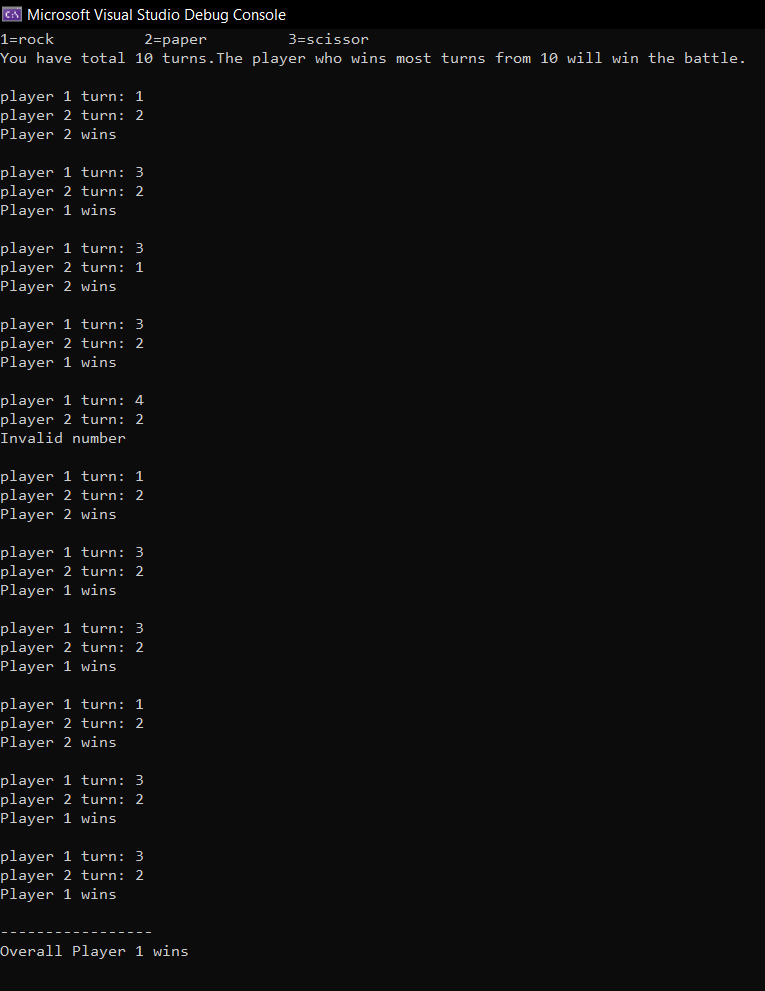 Microsoft Visual Studio Debug Console
1=rock          2=paper         3=scissor
You have total 10 turns.The player who wins most turns from 10 will win the battle.
player 1 turn: 1
player 2 turn: 2
Player 2 wins
player 1 turn: 3
player 2 turn: 2
Player 1 wins
player 1 turn: 3
player 2 turn: 1
Player 2 wins
player 1 turn: 3
player 2 turn: 2
Player 1 wins
player 1 turn: 4
player 2 turn: 2
Invalid number
player 1 turn: 1
player 2 turn: 2
Player 2 wins
player 1 turn: 3
player 2 turn: 2
Player 1 wins
player 1 turn: 3
player 2 turn: 2
Player 1 wins
player 1 turn: 1
player 2 turn: 2
Player 2 wins
player 1 turn: 3
player 2 turn: 2
Player 1 wins
player 1 turn: 3
player 2 turn: 2
Player 1 wins
-----------------
Overall Player 1 wins